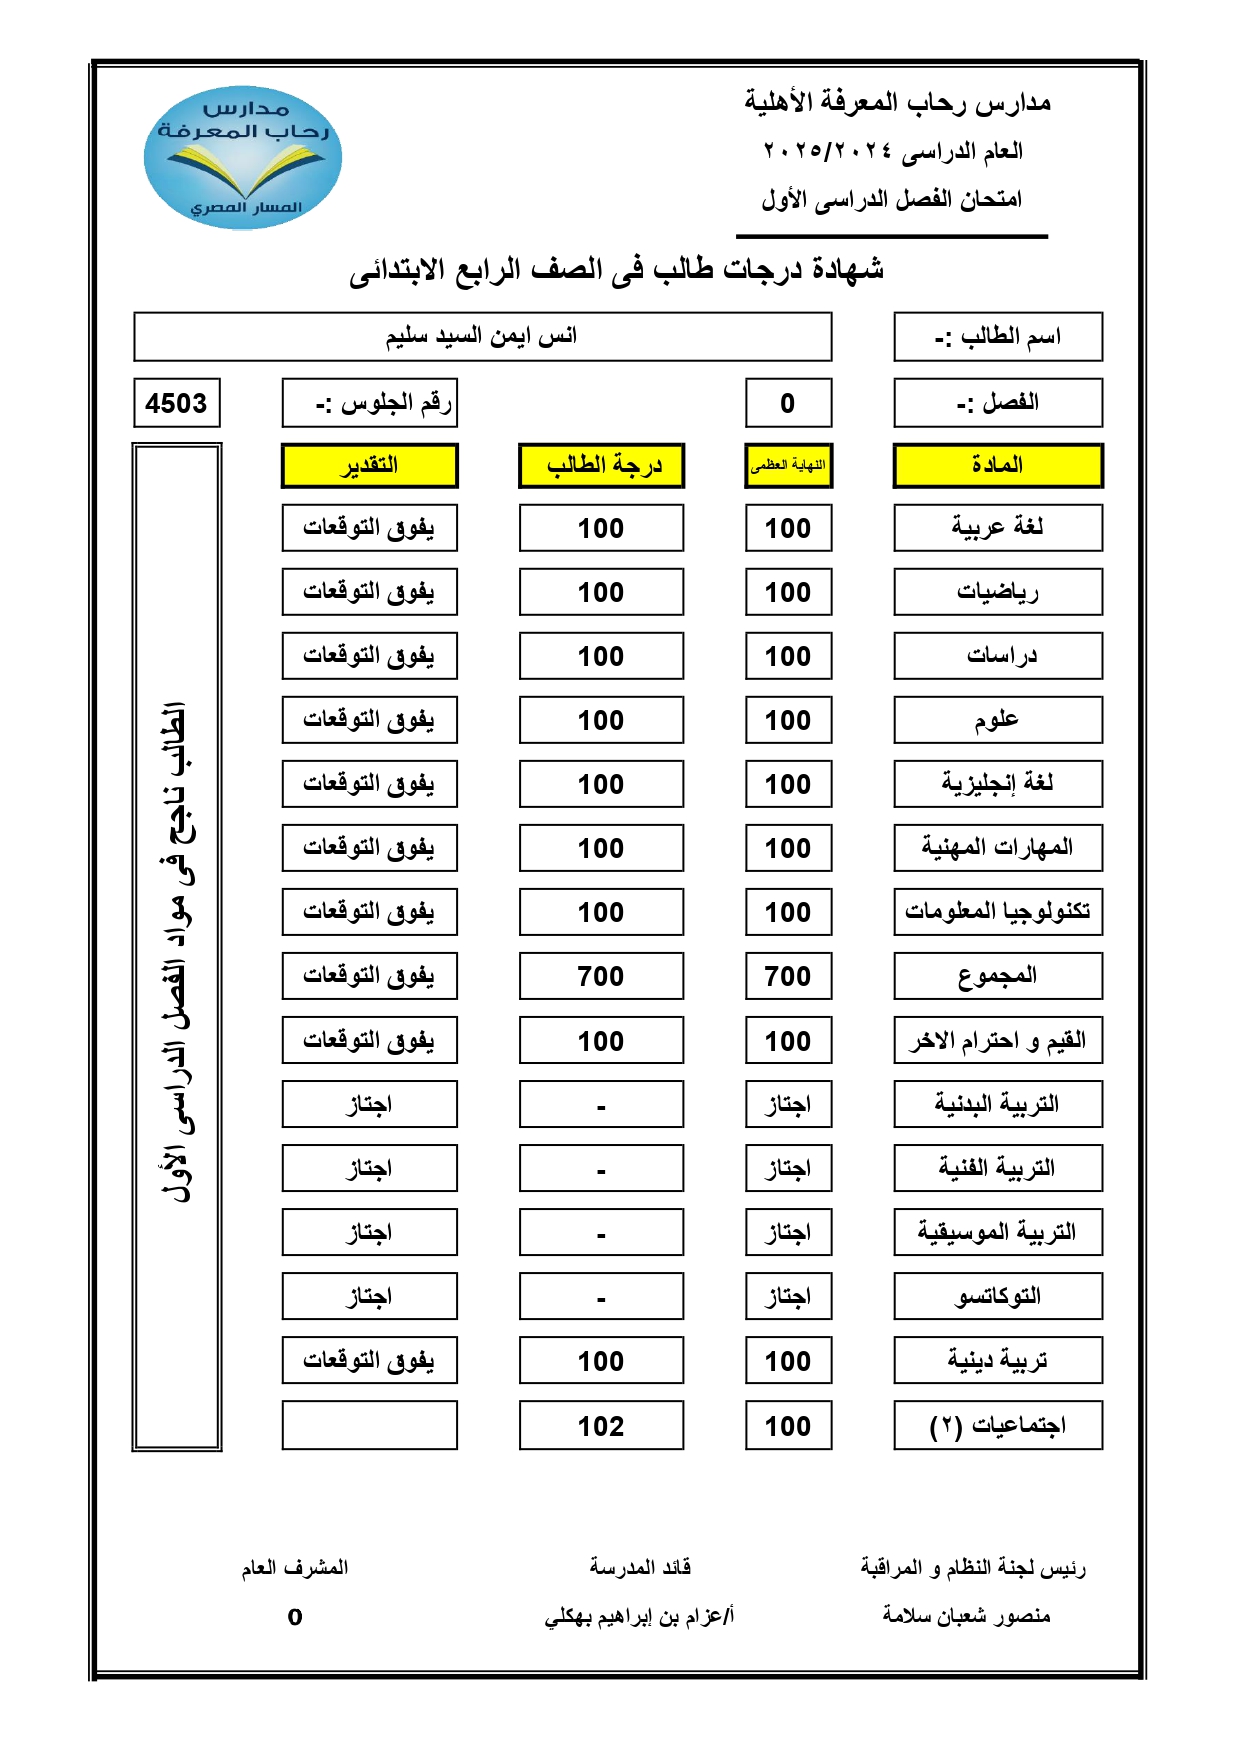 مدارس رحاب المعرفة الأهلية
مدارس
رحاب المعرفة
المسار المصري
العام الدراسى ٢٠٢٥/٢٠٢٤
امتحان الفصل الدراسى الأول
شهادة درجات طالب فى الصف الرابع الابتدائى
اسم الطالب :- انس ايمن السيد سليم
الفصل :- 0 رقم الجلوس :- 4503
المادة النهاية العظمى درجة الطالب التقدير
لغة عربية 100 100 يفوق التوقعات
رياضيات 100 100 يفوق التوقعات
دراسات 100 100 يفوق التوقعات
علوم 100 100 يفوق التوقعات
لغة إنجليزية 100 100 يفوق التوقعات
المهارات المهنية 100 100 يفوق التوقعات
تكنولوجيا المعلومات 100 100 يفوق التوقعات
المجموع 700 700 يفوق التوقعات
القيم و احترام الاخر 100 100 يفوق التوقعات
التربية البدنية اجتاز - اجتاز
التربية الفنية اجتاز - اجتاز
التربية الموسيقية اجتاز - اجتاز
التوكاتسو اجتاز - اجتاز
تربية دينية 100 100 يفوق التوقعات
اجتماعيات (٢) 100 102
الطالب ناجح فى مواد الفصل الدراسى الأول
رئيس لجنة النظام و المراقبة قائد المدرسة المشرف العام
منصور شعبان سلامة أ/عزام بن إبراهيم بهكلي 0